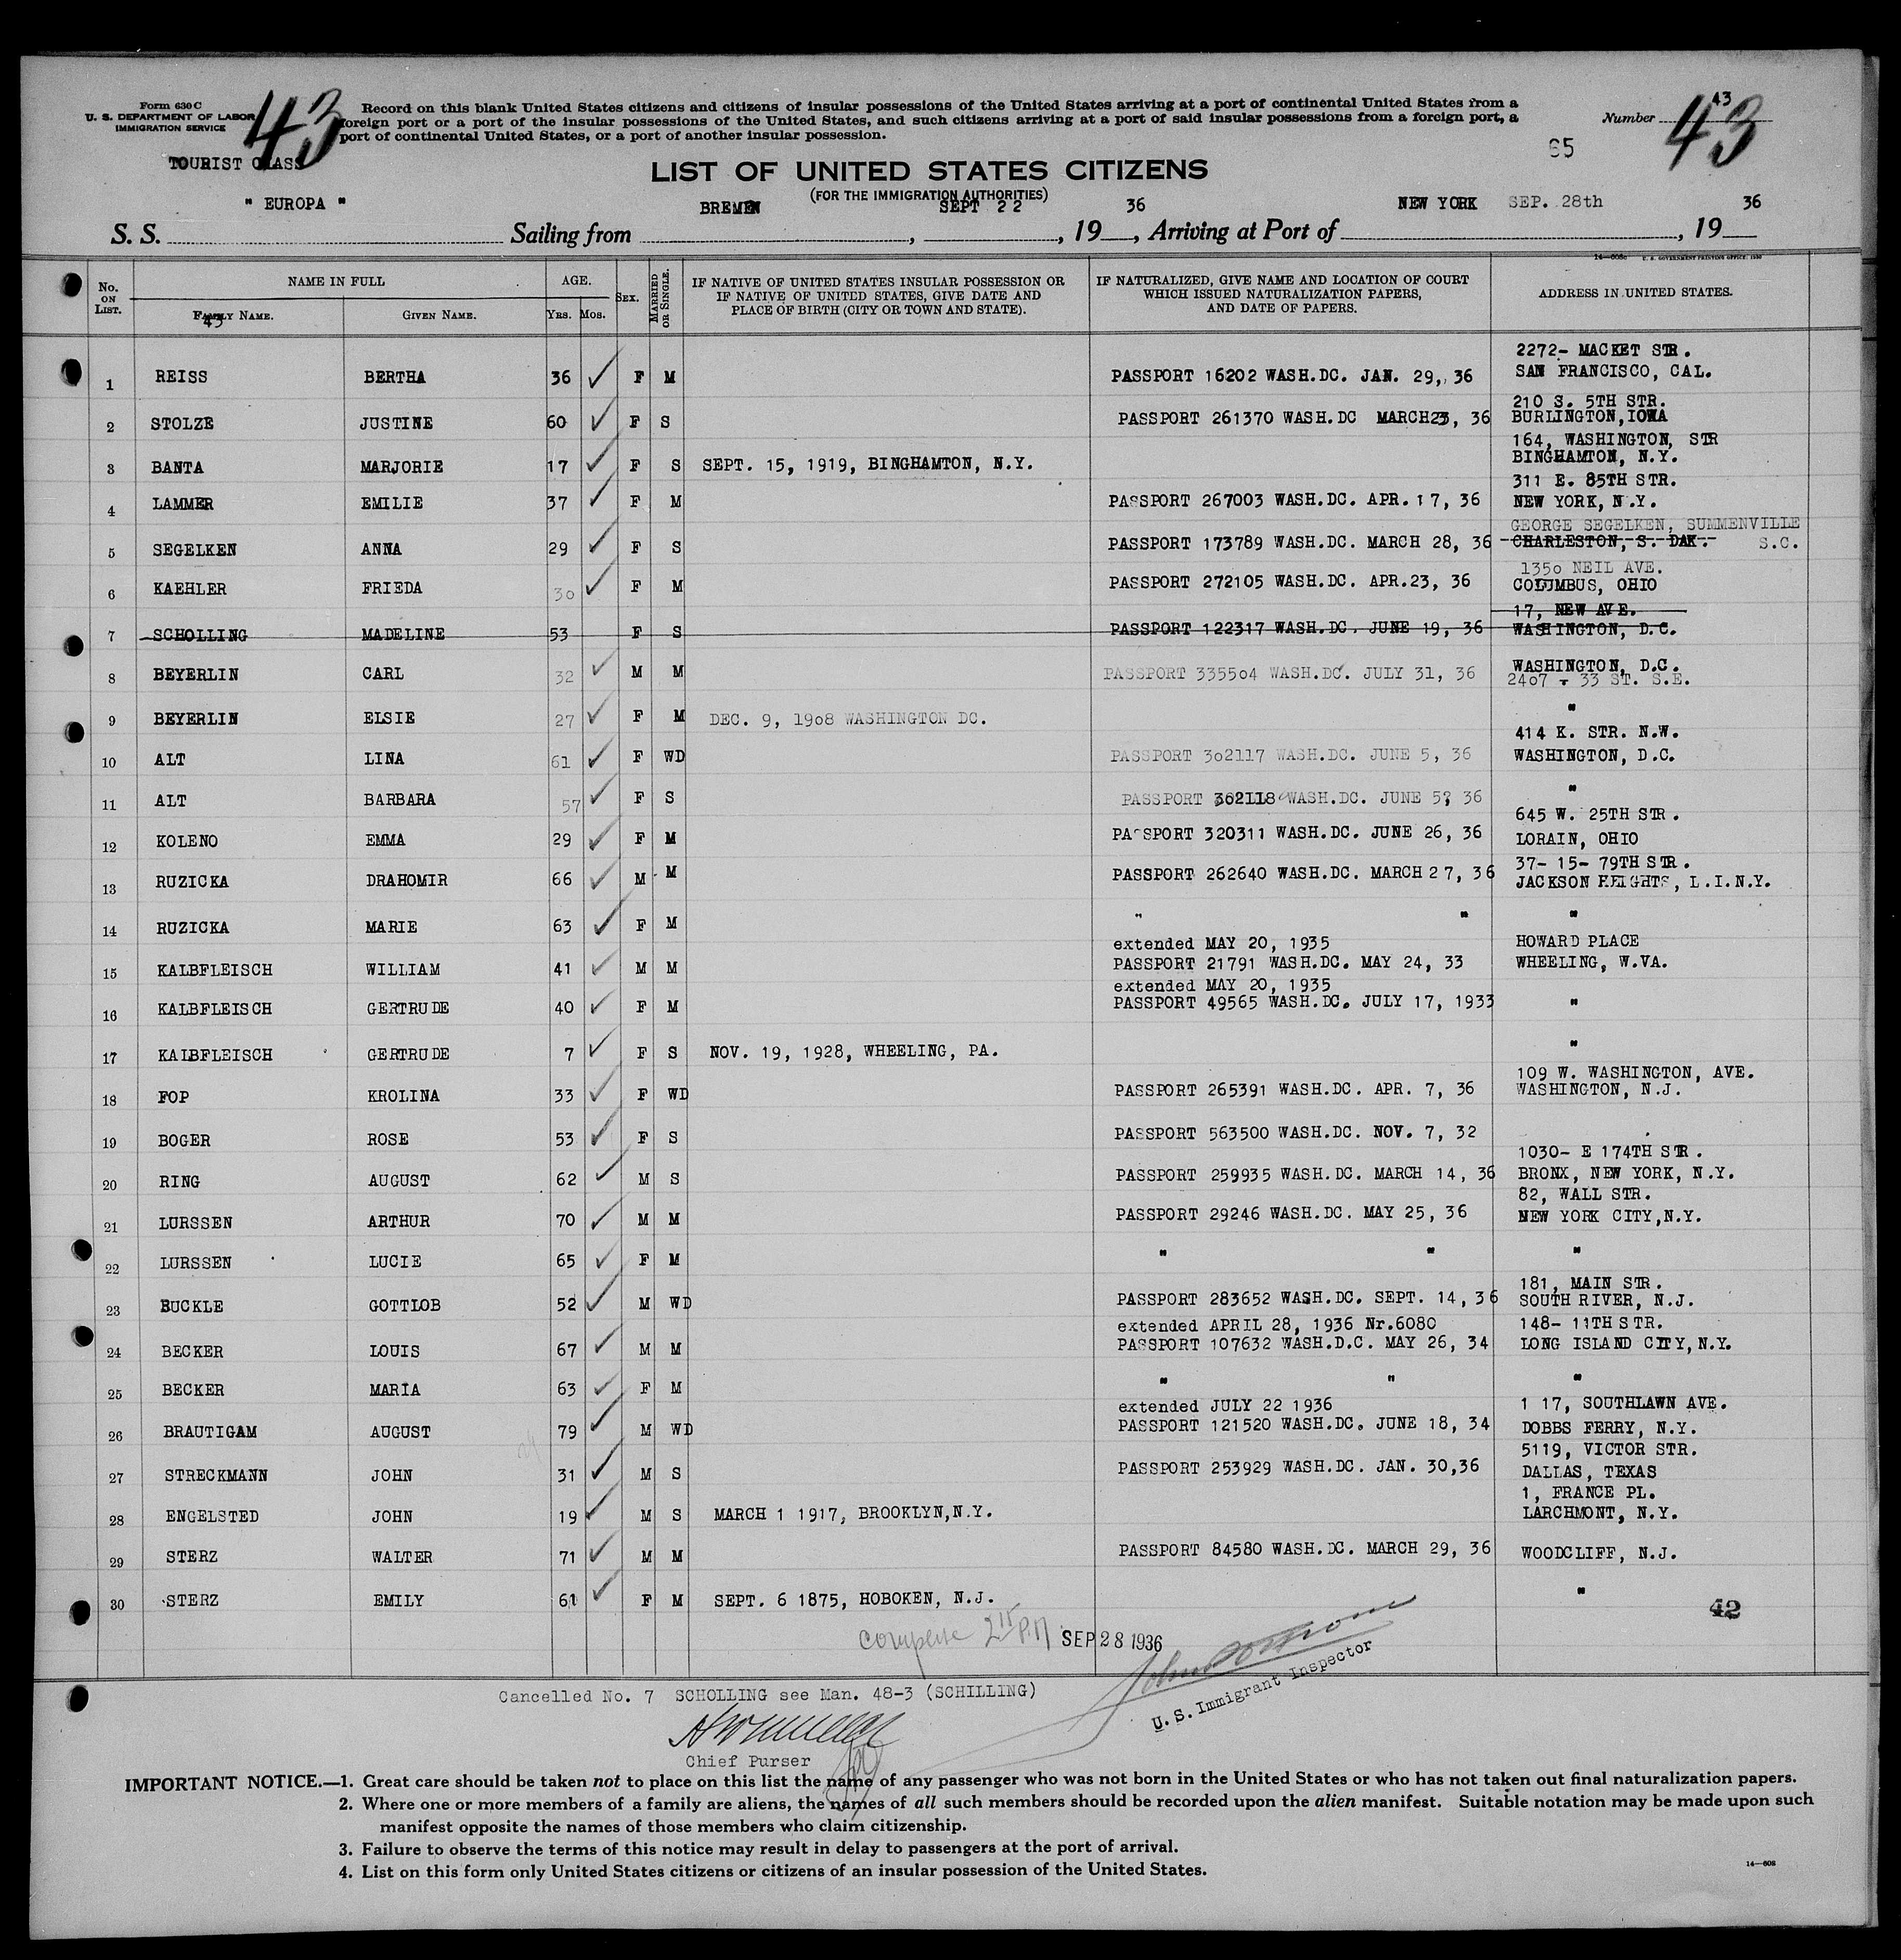 Form 630 C
U. S. DEPARTMENT OF LABOR
IMMIGRATION SERVICE
43
Record on this blank United States citizens and citizens of insular possessions of the United States arriving at a port of continental United States from a
foreign port or a port of the insular possessions of the United States, and such citizens arriving at a port of said insular possessions from a foreign port, a
port of continental United States, or a port of another insular possession.
Number 43
43
TOURIST CLASS
LIST OF UNITED STATES CITIZENS
(FOR THE IMMIGRATION AUTHORITIES)
S. S. " EUROPA " Sailing from BREMEN, SEPT 22, 1936, Arriving at Port of NEW YORK SEP. 28th, 1936
14—608c U. S. GOVERNMENT PRINTING OFFICE: 1930
No. ON LIST. NAME IN FULL AGE. SEX. MARRIED OR SINGLE. IF NATIVE OF UNITED STATES INSULAR POSSESSION OR IF NATIVE OF UNITED STATES, GIVE DATE AND PLACE OF BIRTH (CITY OR TOWN AND STATE). IF NATURALIZED, GIVE NAME AND LOCATION OF COURT WHICH ISSUED NATURALIZATION PAPERS, AND DATE OF PAPERS. ADDRESS IN UNITED STATES.
FAMILY NAME. GIVEN NAME. YRS. MOS.
43
2272- MACKET STR.
1 REISS BERTHA 36 ✓ F M PASSPORT 16202 WASH.DC. JAN. 29, 36 SAN FRANCISCO, CAL.
210 S. 5TH STR.
2 STOLZE JUSTINE 60 ✓ F S PASSPORT 261370 WASH.DC MARCH23, 36 BURLINGTON,IOWA
164, WASHINGTON, STR
3 BANTA MARJORIE 17 ✓ F S SEPT. 15, 1919, BINGHAMTON, N.Y. BINGHAMTON, N.Y.
311 E. 85TH STR.
4 LAMMER EMILIE 37 ✓ F M PASSPORT 267003 WASH.DC. APR.17, 36 NEW YORK, N.Y.
GEORGE SEGELKEN, SUMMENVILLE
5 SEGELKEN ANNA 29 ✓ F S PASSPORT 173789 WASH.DC. MARCH 28, 36 CHARLESTON, S. DAK. S.C.
1350 NEIL AVE.
6 KAEHLER FRIEDA 30 ✓ F M PASSPORT 272105 WASH.DC. APR.23, 36 COLUMBUS, OHIO
17, NEW AVE.
7 SCHOLLING MADELINE 53 F S PASSPORT 122317 WASH.DC. JUNE 19, 36 WASHINGTON, D.C.
8 BEYERLIN CARL 32 ✓ M M PASSPORT 335504 WASH.DC. JULY 31, 36 WASHINGTON, D.C.
2407 - 33 ST. S.E.
9 BEYERLIN ELSIE 27 ✓ F M DEC. 9, 1908 WASHINGTON DC. "
414 K. STR. N.W.
10 ALT LINA 61 ✓ F WD PASSPORT 302117 WASH.DC. JUNE 5, 36 WASHINGTON, D.C.
11 ALT BARBARA 57 ✓ F S PASSPORT 302118 WASH.DC. JUNE 5, 36 "
645 W. 25TH STR.
12 KOLENO EMMA 29 ✓ F M PASSPORT 320311 WASH.DC. JUNE 26, 36 LORAIN, OHIO
37- 15- 79TH STR.
13 RUZICKA DRAHOMIR 66 ✓ M M PASSPORT 262640 WASH.DC. MARCH 27, 36 JACKSON HEIGHTS, L.I.N.Y.
14 RUZICKA MARIE 63 ✓ F M " " "
extended MAY 20, 1935 HOWARD PLACE
15 KALBFLEISCH WILLIAM 41 ✓ M M PASSPORT 21791 WASH.DC. MAY 24, 33 WHEELING, W.VA.
extended MAY 20, 1935
16 KALBFLEISCH GERTRUDE 40 ✓ F M PASSPORT 49565 WASH.DC. JULY 17, 1933 "
17 KALBFLEISCH GERTRUDE 7 ✓ F S NOV. 19, 1928, WHEELING, PA. "
109 W. WASHINGTON, AVE.
18 FOP KROLINA 33 ✓ F WD PASSPORT 265391 WASH.DC. APR. 7, 36 WASHINGTON, N.J.
19 BOGER ROSE 53 ✓ F S PASSPORT 563500 WASH.DC. NOV. 7, 32
1030- E 174TH STR.
20 RING AUGUST 62 ✓ M S PASSPORT 259935 WASH.DC. MARCH 14, 36 BRONX, NEW YORK, N.Y.
82, WALL STR.
21 LURSSEN ARTHUR 70 ✓ M M PASSPORT 29246 WASH.DC. MAY 25, 36 NEW YORK CITY,N.Y.
22 LURSSEN LUCIE 65 ✓ F M " " "
181, MAIN STR.
23 BUCKLE GOTTLOB 52 ✓ M WD PASSPORT 283652 WASH.DC. SEPT. 14, 36 SOUTH RIVER, N.J.
extended APRIL 28, 1936 Nr.6080 148- 11TH STR.
24 BECKER LOUIS 67 ✓ M M PASSPORT 107632 WASH.D.C. MAY 26, 34 LONG ISLAND CITY, N.Y.
25 BECKER MARIA 63 ✓ F M " " "
extended JULY 22 1936 1 17, SOUTHLAWN AVE.
26 BRAUTIGAM AUGUST 79 ✓ M WD PASSPORT 121520 WASH.DC. JUNE 18, 34 DOBBS FERRY, N.Y.
5119, VICTOR STR.
27 STRECKMANN JOHN 31 ✓ M S PASSPORT 253929 WASH.DC. JAN. 30,36 DALLAS, TEXAS
1, FRANCE PL.
28 ENGELSTED JOHN 19 ✓ M S MARCH 1 1917, BROOKLYN,N.Y. LARCHMONT, N.Y.
29 STERZ WALTER 71 ✓ M M PASSPORT 84580 WASH.DC. MARCH 29, 36 WOODCLIFF, N.J.
30 STERZ EMILY 61 ✓ F M SEPT. 6 1875, HOBOKEN, N.J. "
42
complete 2 15 P.M SEP 28 1936
U. S. Immigrant Inspector
Cancelled No. 7 SCHOLLING see Man. 48-3 (SCHILLING)
Chief Purser
IMPORTANT NOTICE.—1. Great care should be taken not to place on this list the name of any passenger who was not born in the United States or who has not taken out final naturalization papers.
2. Where one or more members of a family are aliens, the names of all such members should be recorded upon the alien manifest. Suitable notation may be made upon such
manifest opposite the names of those members who claim citizenship.
3. Failure to observe the terms of this notice may result in delay to passengers at the port of arrival.
4. List on this form only United States citizens or citizens of an insular possession of the United States.
14—608